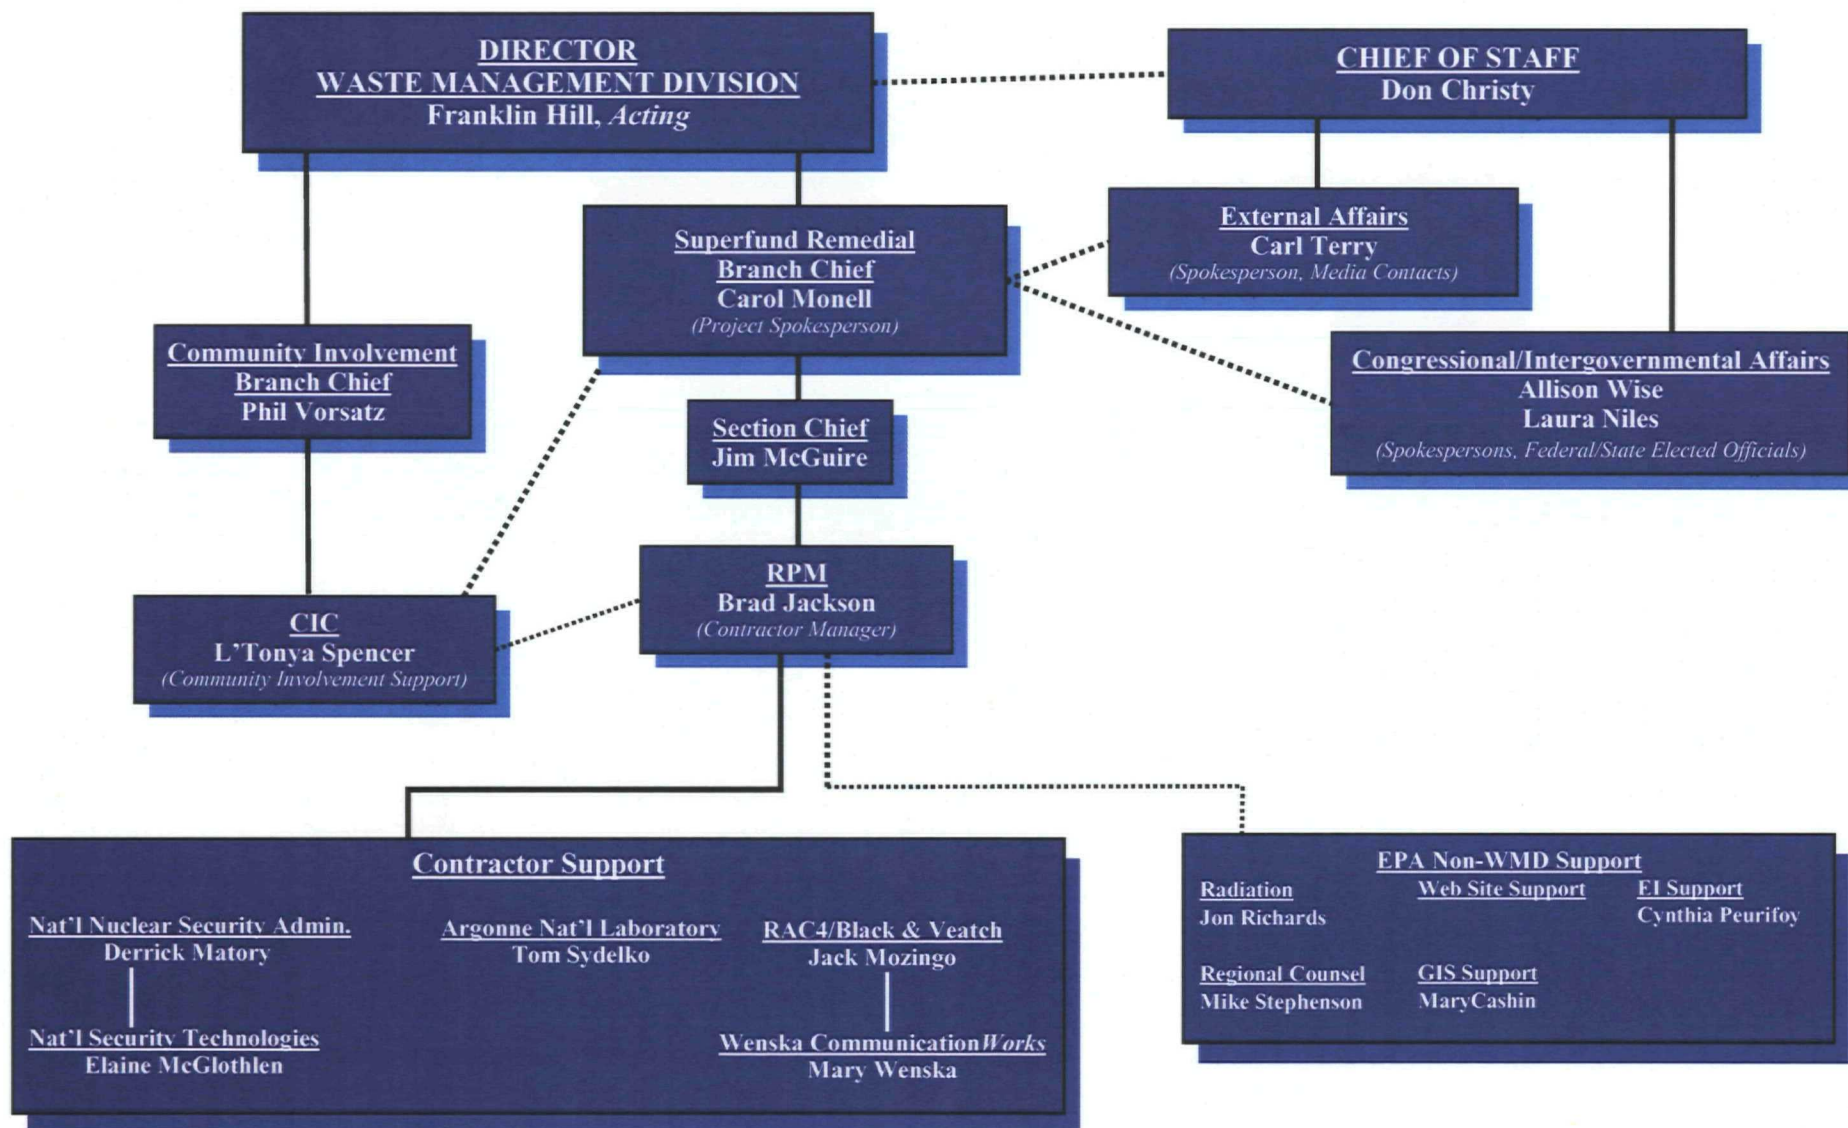 DIRECTOR
WASTE MANAGEMENT DIVISION
Franklin Hill, Acting
CHIEF OF STAFF
Don Christy
External Affairs
Carl Terry
(Spokesperson, Media Contacts)
Superfund Remedial
Branch Chief
Carol Monell
(Project Spokesperson)
Community Involvement
Branch Chief
Phil Vorsatz
Congressional/Intergovernmental Affairs
Allison Wise
Laura Niles
(Spokespersons, Federal/State Elected Officials)
Section Chief
Jim McGuire
RPM
Brad Jackson
(Contractor Manager)
CIC
L'Tonya Spencer
(Community Involvement Support)
Contractor Support
Nat'l Nuclear Security Admin.
Derrick Matory
Nat'l Security Technologies
Elaine McGlothlen
Argonne Nat'l Laboratory
Tom Sydelko
RAC4/Black & Veatch
Jack Mozingo
Wenska CommunicationWorks
Mary Wenska
EPA Non-WMD Support
Radiation
Jon Richards
Web Site Support
EI Support
Cynthia Peurifoy
Regional Counsel
Mike Stephenson
GIS Support
MaryCashin